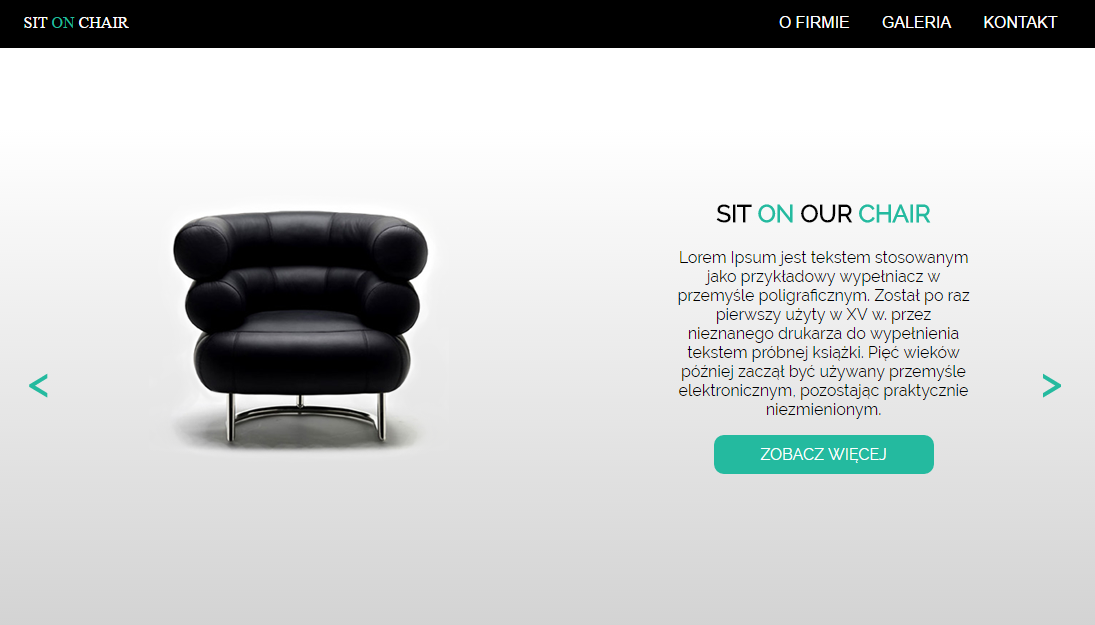 SIT ON CHAIR
O FIRMIE GALERIA KONTAKT
SIT ON OUR CHAIR
Lorem Ipsum jest tekstem stosowanym
jako przykładowy wypełniacz w
przemyśle poligraficznym. Został po raz
pierwszy użyty w XV w. przez
nieznanego drukarza do wypełnienia
tekstem próbnej książki. Pięć wieków
później zaczął być używany przemyśle
elektronicznym, pozostając praktycznie
niezmienionym.
<
>
ZOBACZ WIĘCEJ